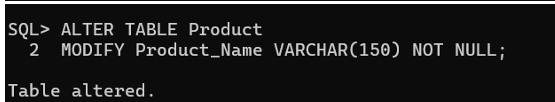 SQL> ALTER TABLE Product
  2  MODIFY Product_Name VARCHAR(150) NOT NULL;
Table altered.